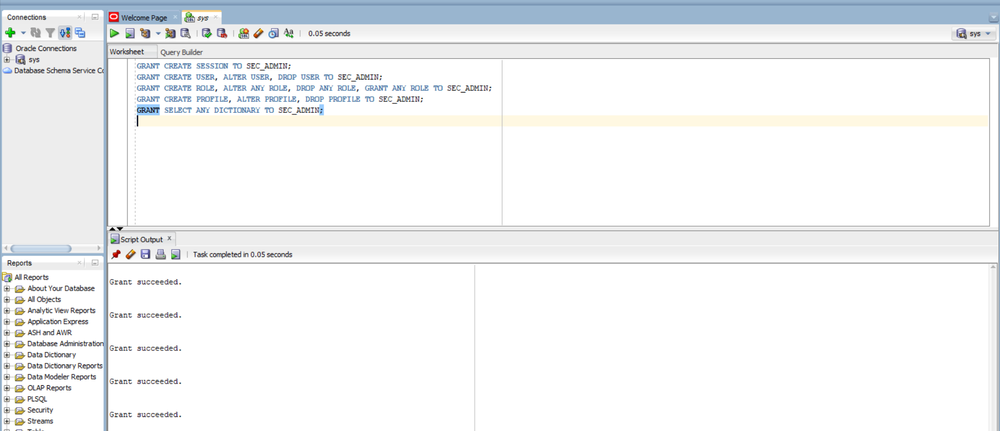 Connections
Oracle Connections
sys
Database Schema Service Co
Reports
All Reports
About Your Database
All Objects
Analytic View Reports
Application Express
ASH and AWR
Database Administration
Data Dictionary
Data Dictionary Reports
Data Modeler Reports
OLAP Reports
PLSQL
Security
Streams
Table
Welcome Page
sys
0.05 seconds
sys
Worksheet
Query Builder
GRANT CREATE SESSION TO SEC_ADMIN;
GRANT CREATE USER, ALTER USER, DROP USER TO SEC_ADMIN;
GRANT CREATE ROLE, ALTER ANY ROLE, DROP ANY ROLE, GRANT ANY ROLE TO SEC_ADMIN;
GRANT CREATE PROFILE, ALTER PROFILE, DROP PROFILE TO SEC_ADMIN;
GRANT SELECT ANY DICTIONARY TO SEC_ADMIN;
Script Output
Task completed in 0.05 seconds
Grant succeeded.
Grant succeeded.
Grant succeeded.
Grant succeeded.
Grant succeeded.